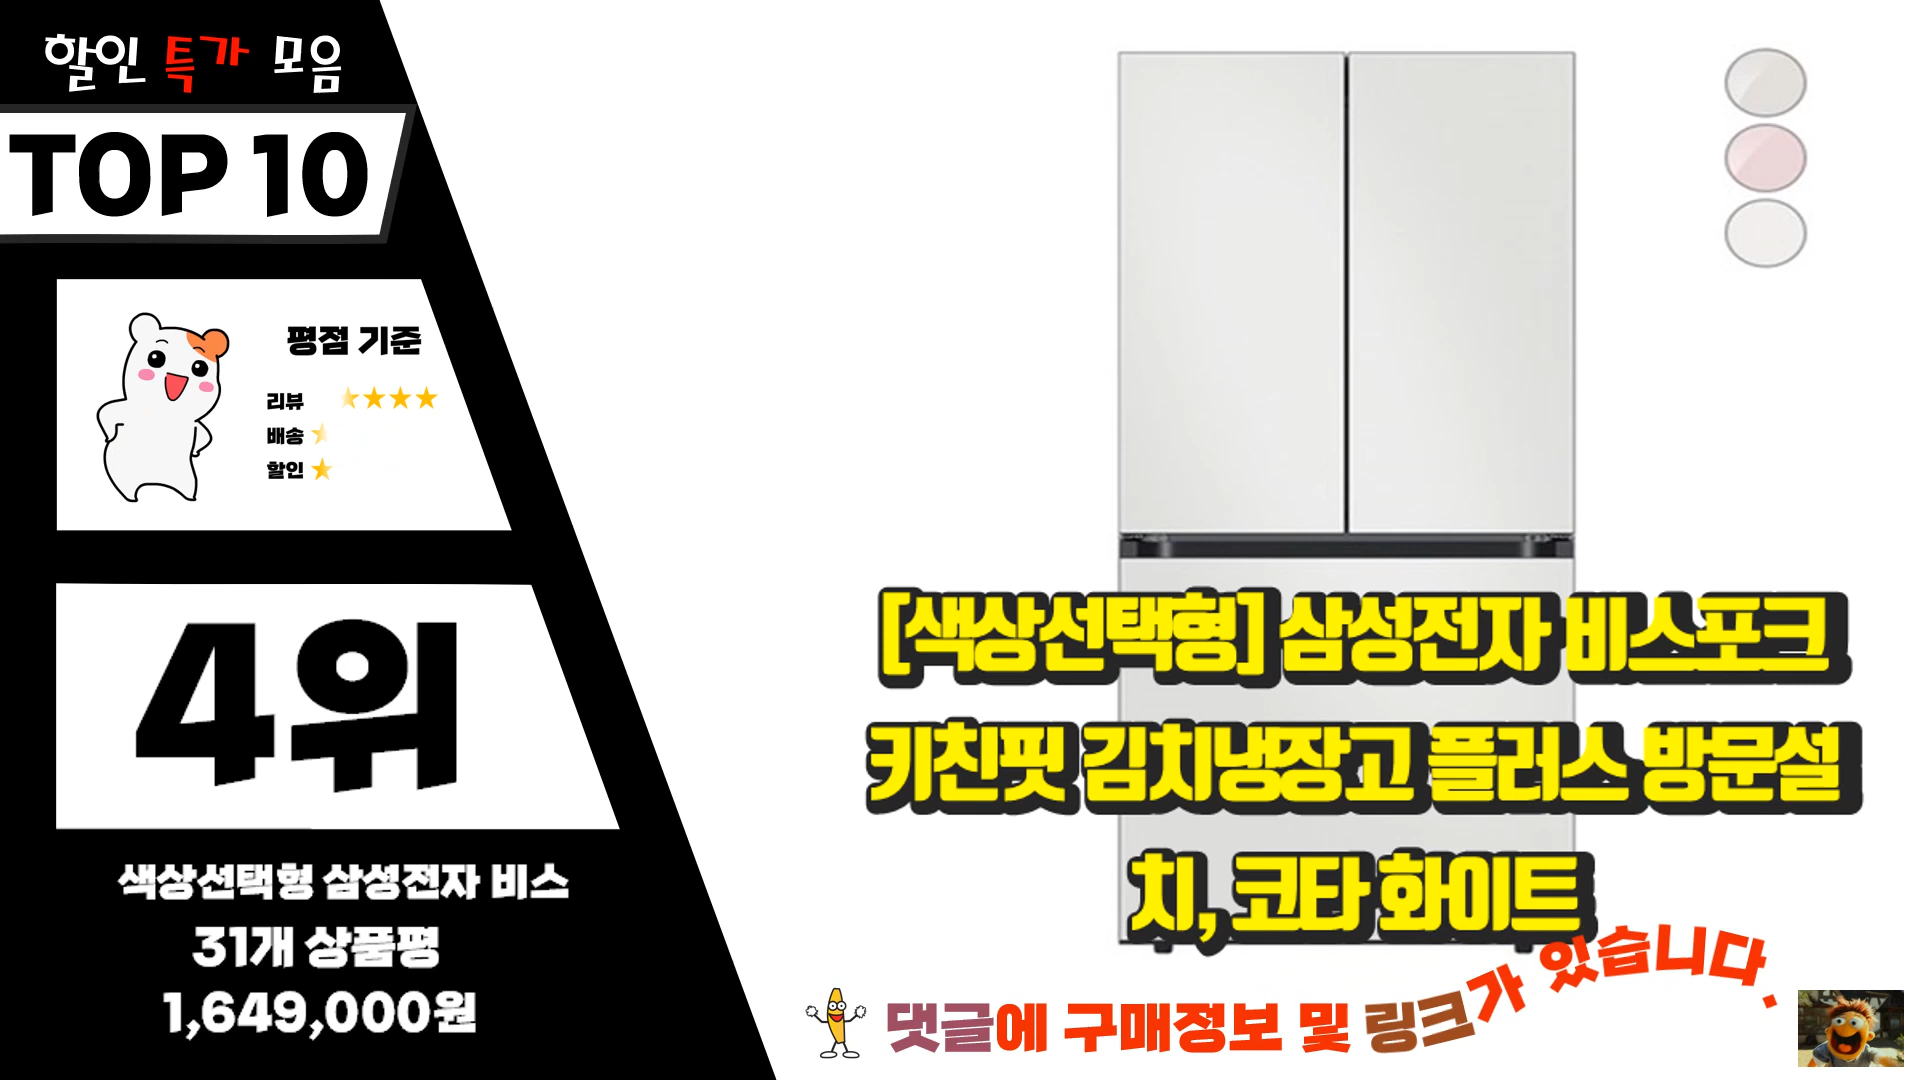 할인 특가 모음
TOP 10
평점 기준
리뷰
배송
할인
4위
색상선택형 삼성전자 비스
31개 상품평
1,649,000원
[색상선택형] 삼성전자 비스포크
키친핏 김치냉장고 플러스 방문설
치, 코타 화이트
댓글에 구매정보 및 링크가 있습니다.